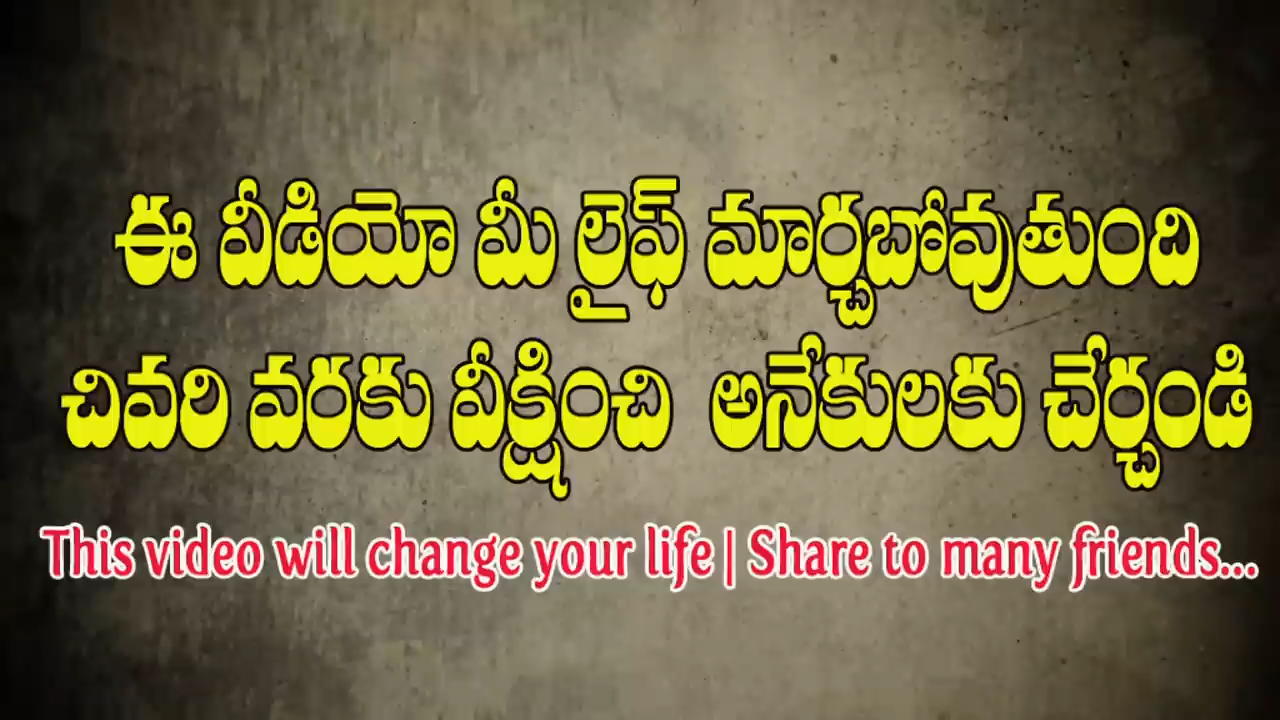 ఈ వీడియో మీ లైఫ్ మార్చబోవుతుంది
చివరి వరకు వీక్షించి అనేకులకు చేర్చండి
This video will change your life | Share to many friends...